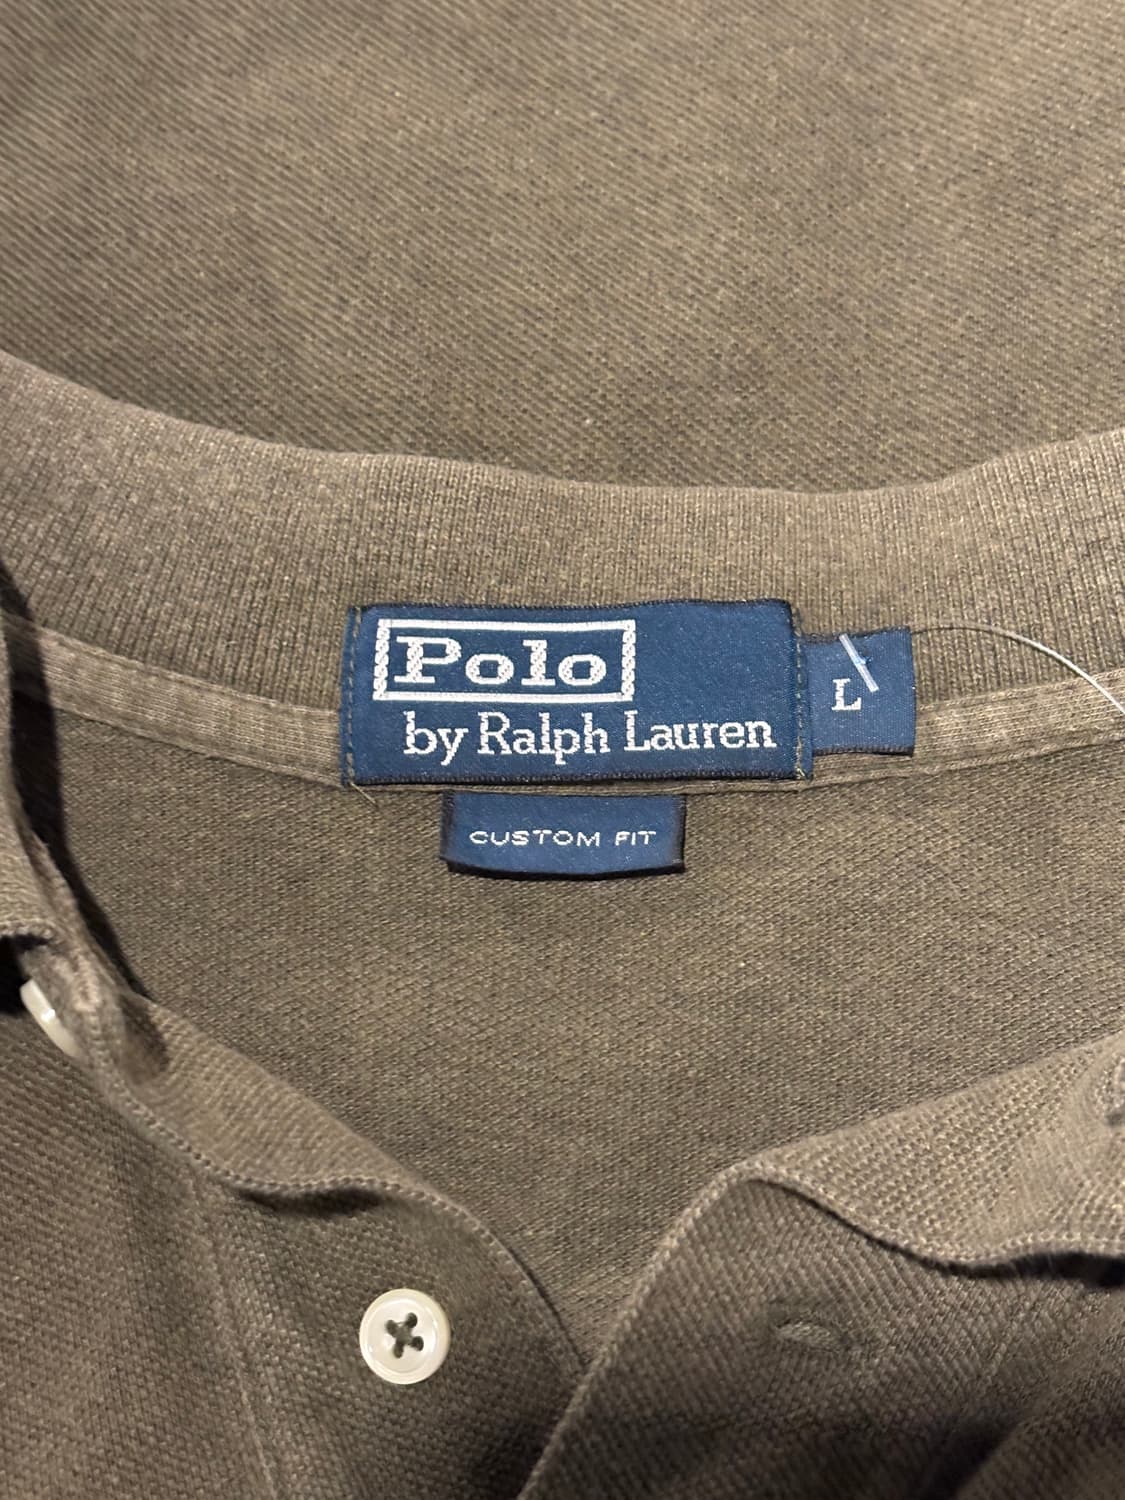 Polo
by Ralph Lauren
L
CUSTOM FIT